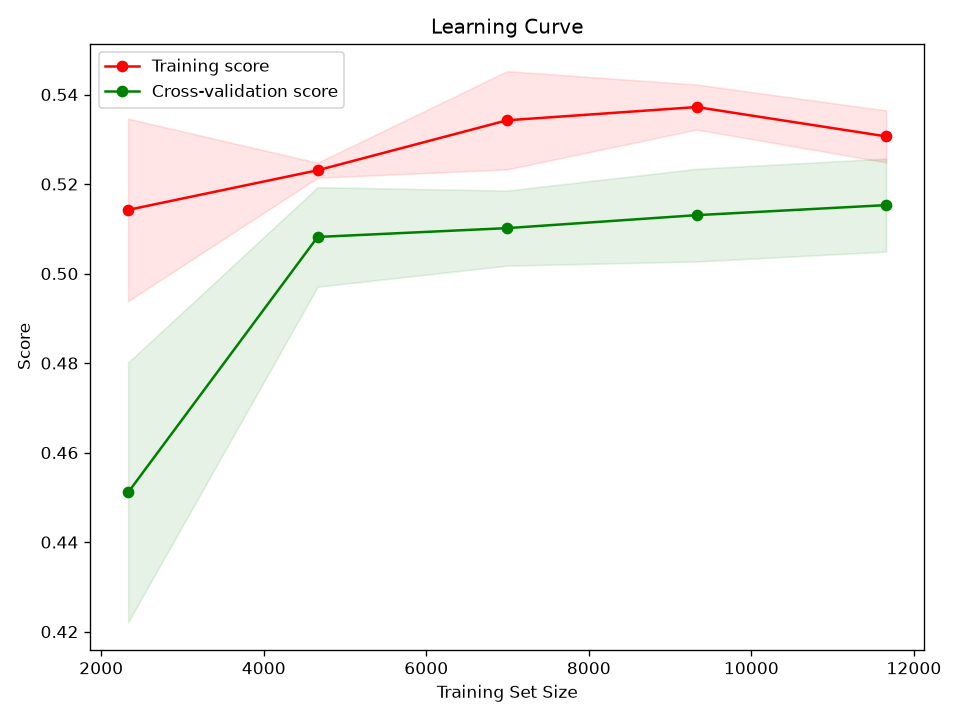 Learning Curve
Training score
Cross-validation score
0.54
0.52
0.50
0.48
0.46
0.44
0.42
Score
2000 4000 6000 8000 10000 12000
Training Set Size